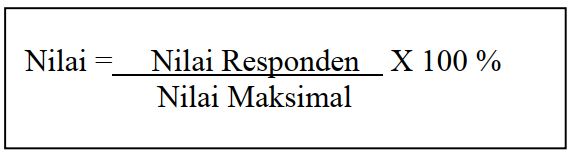 Nilai = Nilai Responden X 100 %
Nilai Maksimal